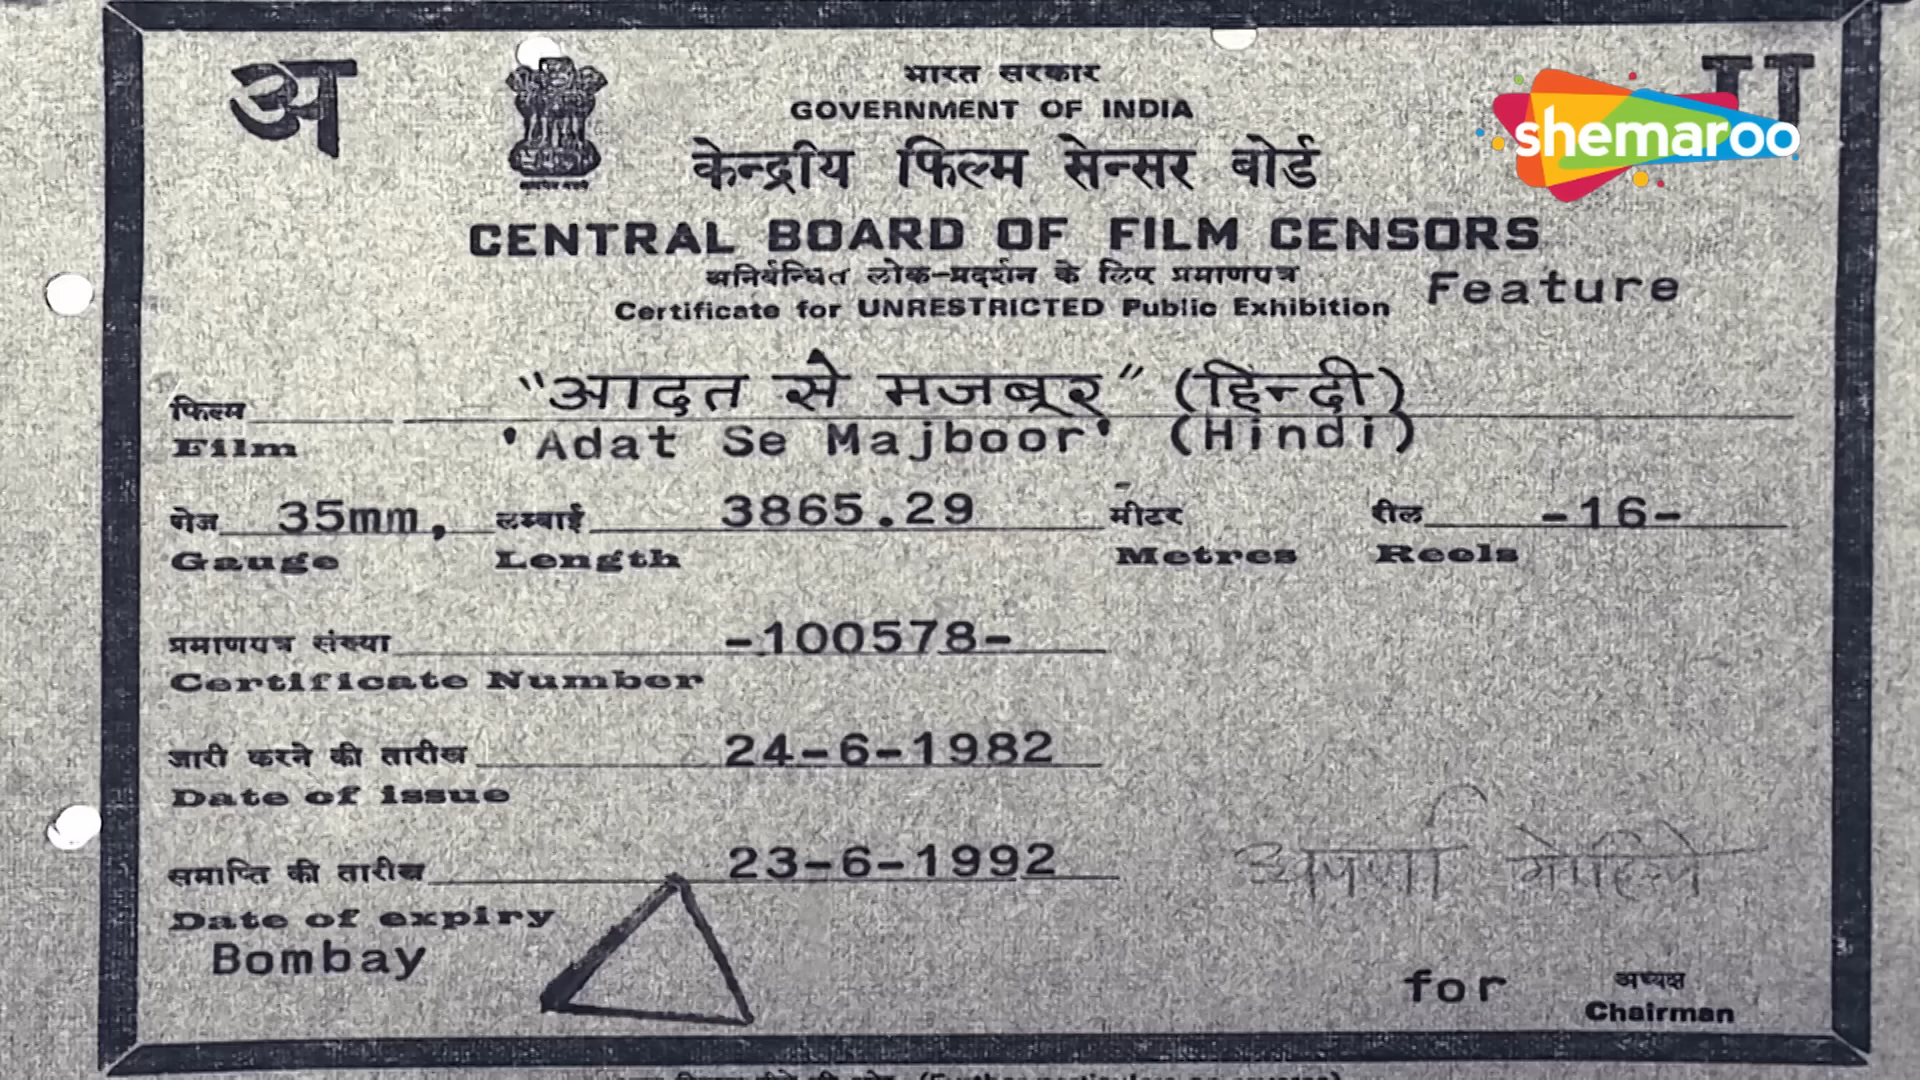 अ
भारत सरकार
GOVERNMENT OF INDIA
shemaroo
केन्द्रीय फिल्म सेन्सर बोर्ड
CENTRAL BOARD OF FILM CENSORS
अनिर्बन्धित लोक-प्रदर्शन के लिए प्रमाणपत्र
Certificate for UNRESTRICTED Public Exhibition Feature
फिल्म "आदत से मजबूर" (हिन्दी)
Film 'Adat Se Majboor' (Hindi)
गेज 35mm, लम्बाई 3865.29 मीटर रील -16-
Gauge Length Metres Reels
प्रमाणपत्र संख्या -100578-
Certificate Number
जारी करने की तारीख 24-6-1982
Date of issue
समाप्ति की तारीख 23-6-1992
Date of expiry
Bombay
for अध्यक्ष
Chairman